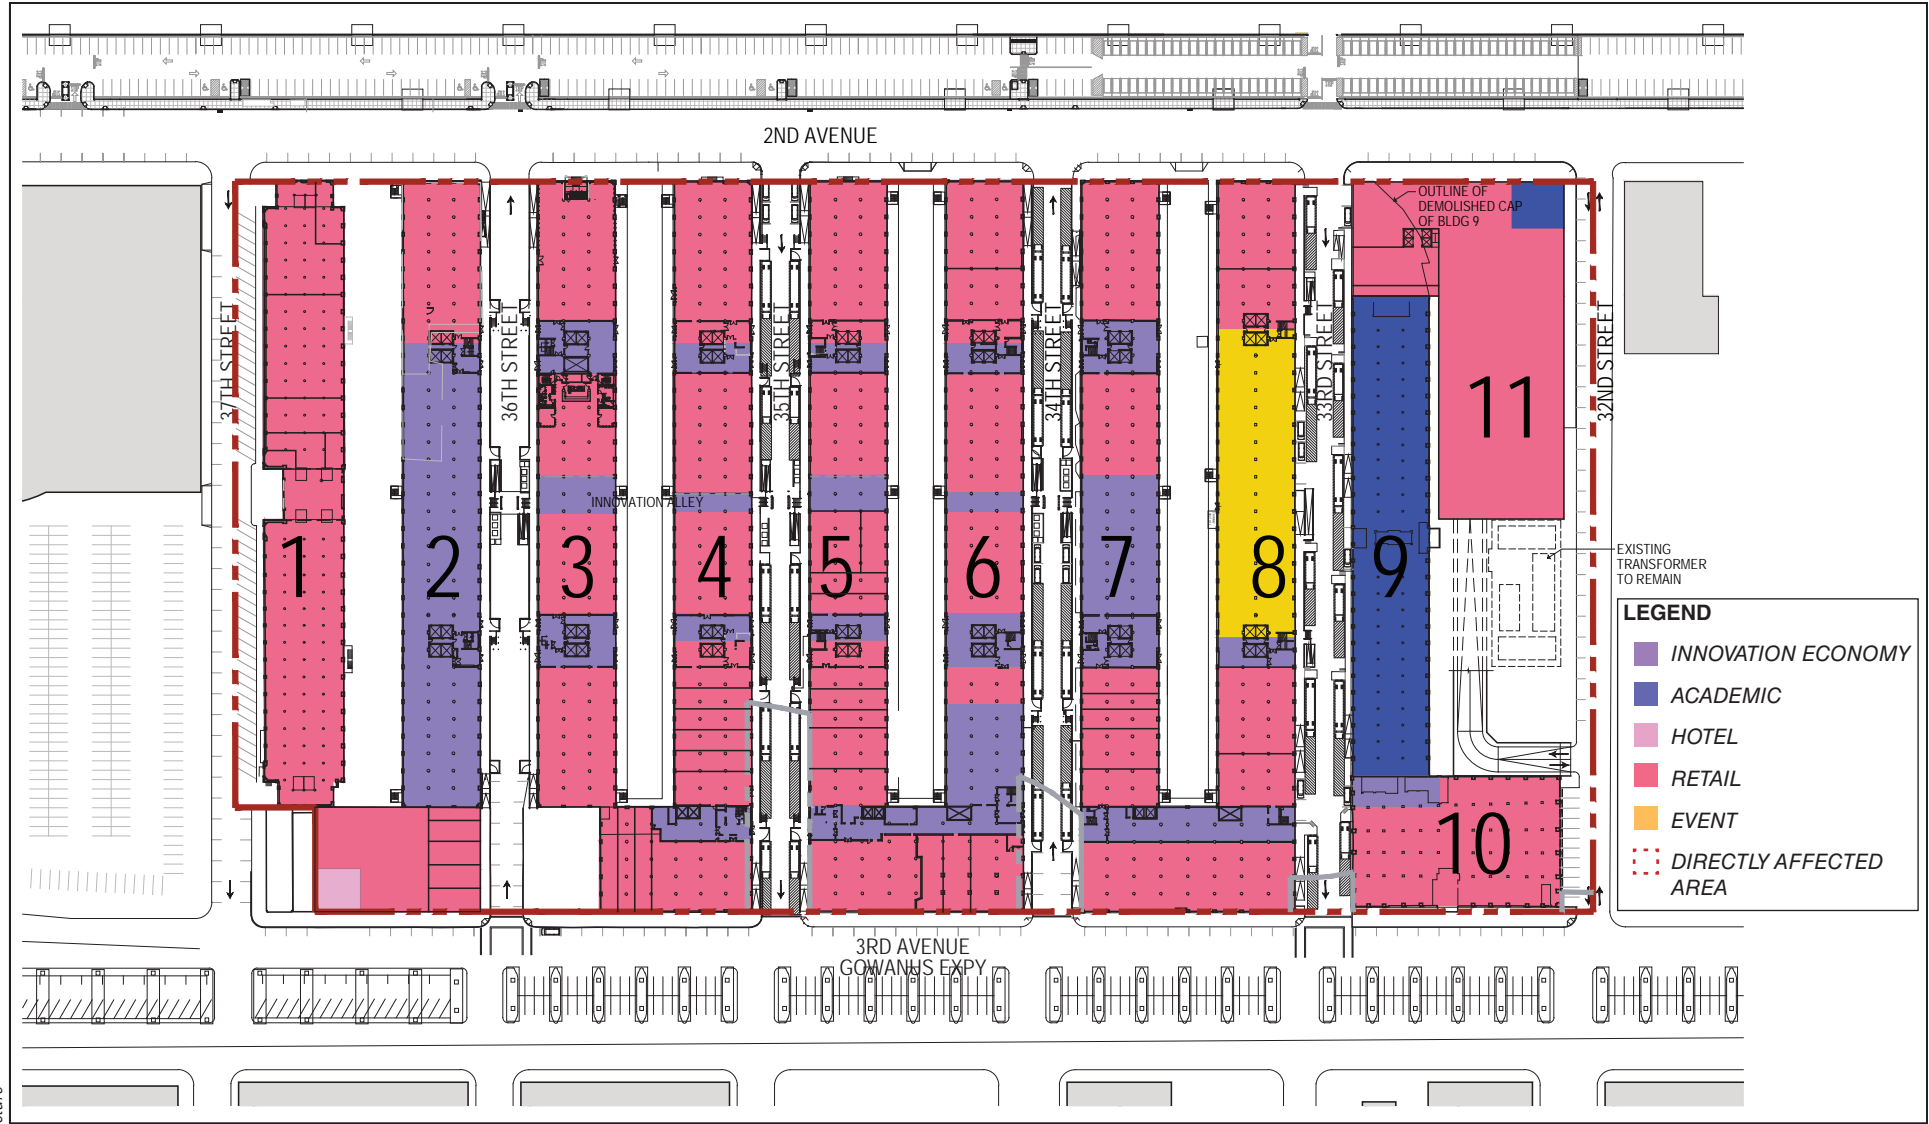 2ND AVENUE
OUTLINE OF
DEMOLISHED CAP
OF BLDG 9
37TH STREET
36TH STREET
35TH STREET
34TH STREET
33RD STREET
32ND STREET
11
INNOVATION ALLEY
1
2
3
4
5
6
7
8
9
EXISTING
TRANSFORMER
TO REMAIN
10
LEGEND
INNOVATION ECONOMY
ACADEMIC
HOTEL
RETAIL
EVENT
DIRECTLY AFFECTED
AREA
3RD AVENUE
GOWANUS EXPY